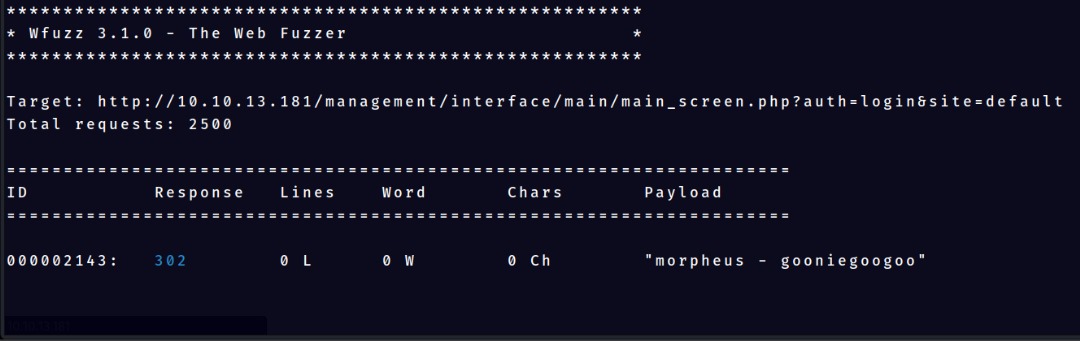 ********************************************************
* Wfuzz 3.1.0 - The Web Fuzzer                         *
********************************************************
Target: http://10.10.13.181/management/interface/main/main_screen.php?auth=login&site=default
Total requests: 2500
=====================================================================
ID           Response   Lines    Word       Chars       Payload
=====================================================================
000002143:   302        0 L      0 W        0 Ch        "morpheus - gooniegoogoo"